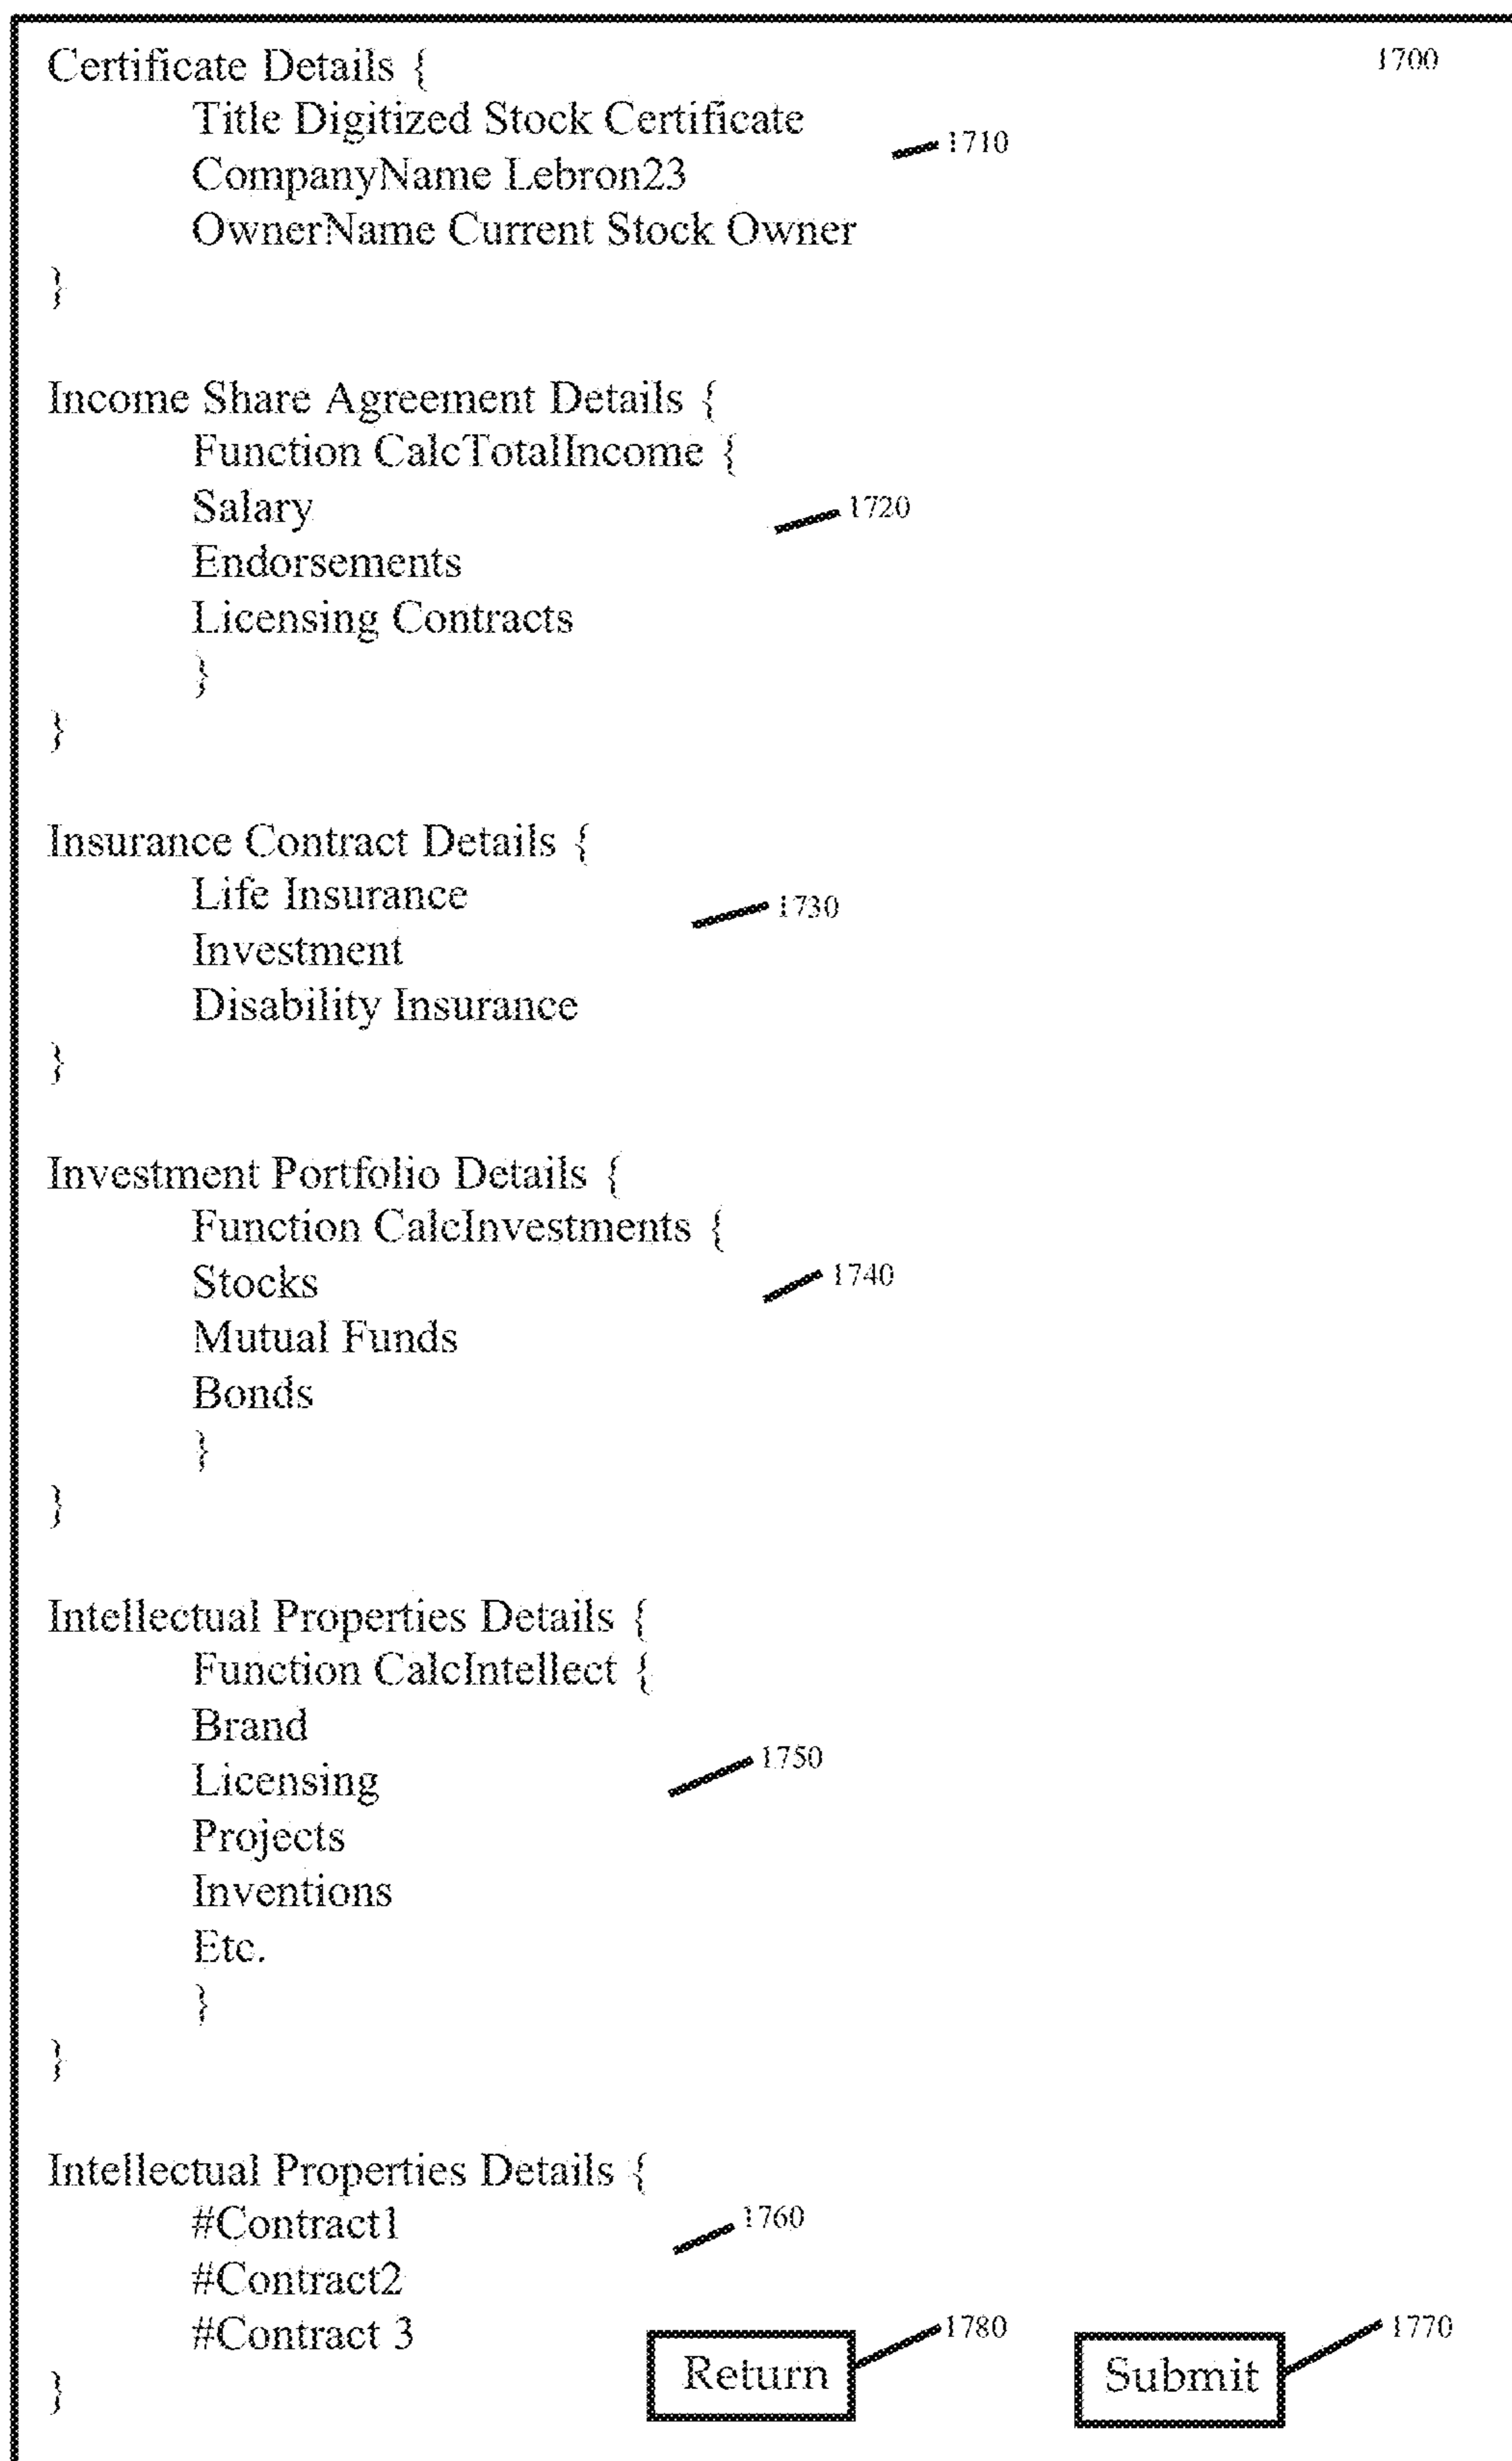 Certificate Details {
1700
Title Digitized Stock Certificate
1710
CompanyName Lebron23
OwnerName Current Stock Owner
}
Income Share Agreement Details {
Function CalcTotalIncome {
Salary
1720
Endorsements
Licensing Contracts
}
}
Insurance Contract Details {
Life Insurance
1730
Investment
Disability Insurance
}
Investment Portfolio Details {
Function CalcInvestments {
Stocks
1740
Mutual Funds
Bonds
}
}
Intellectual Properties Details {
Function CalcIntellect {
Brand
1750
Licensing
Projects
Inventions
Etc.
}
}
Intellectual Properties Details {
#Contract1
1760
#Contract2
#Contract 3
1780
1770
Return
Submit
}